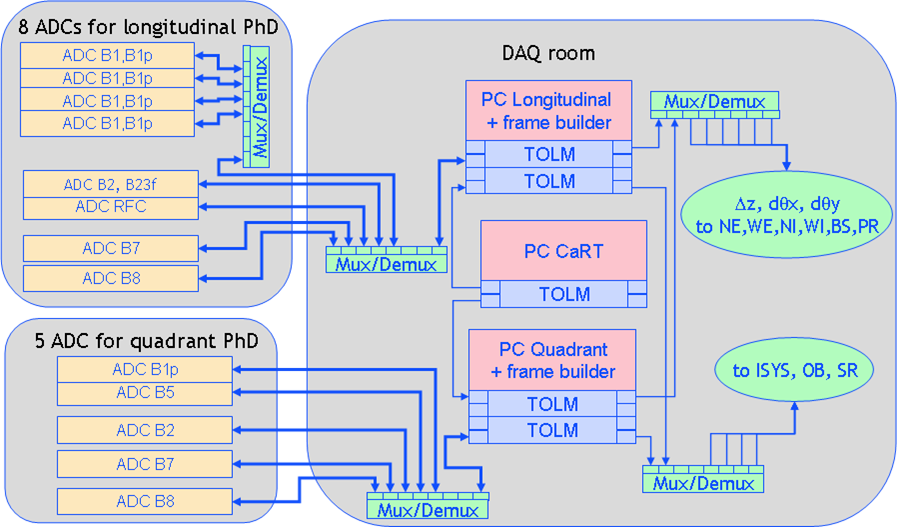 8 ADCs for longitudinal PhD
ADC B1,B1p
ADC B1,B1p
ADC B1,B1p
ADC B1,B1p
Mux/Demux
ADC B2, B23f
ADC RFC
ADC B7
ADC B8
Mux/Demux
5 ADC for quadrant PhD
ADC B1p
ADC B5
ADC B2
ADC B7
ADC B8
Mux/Demux
DAQ room
PC Longitudinal
+ frame builder
TOLM
TOLM
PC CaRT
TOLM
PC Quadrant
+ frame builder
TOLM
TOLM
Mux/Demux
Δz, dθx, dθy
to NE,WE,NI,WI,BS,PR
to ISYS, OB, SR
Mux/Demux